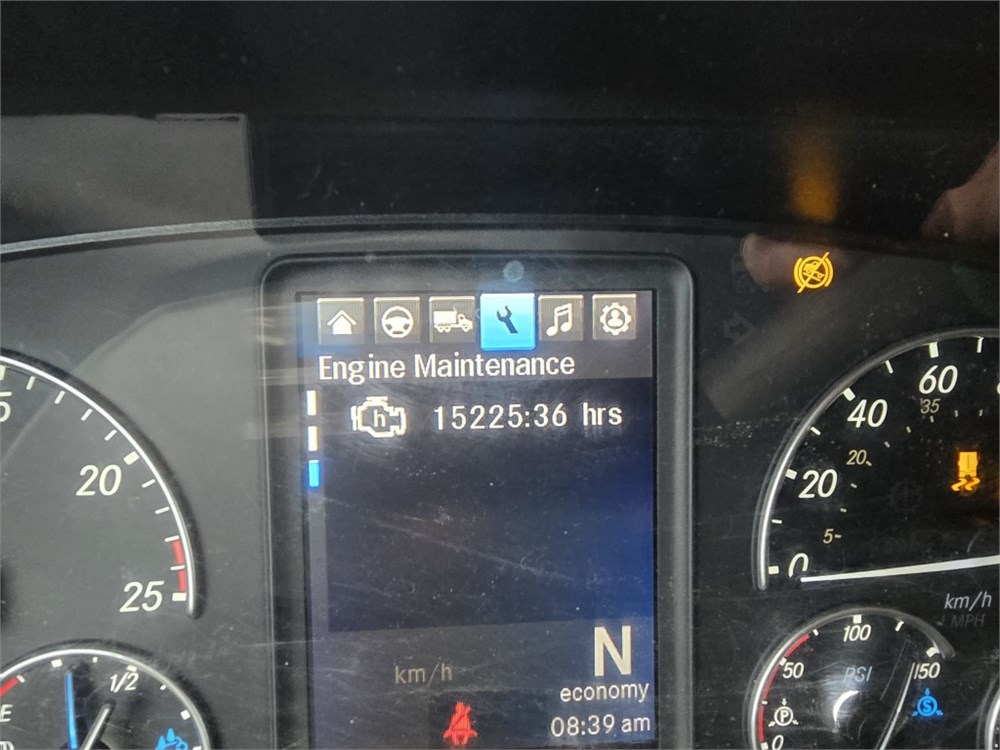 Engine Maintenance
h 15225:36 hrs
km/h
N
economy
08:39 am
20
25
1/2
E
60
40
35
20
20
5
0
km/h
MPH
100
50
PSI
150
P
S
0